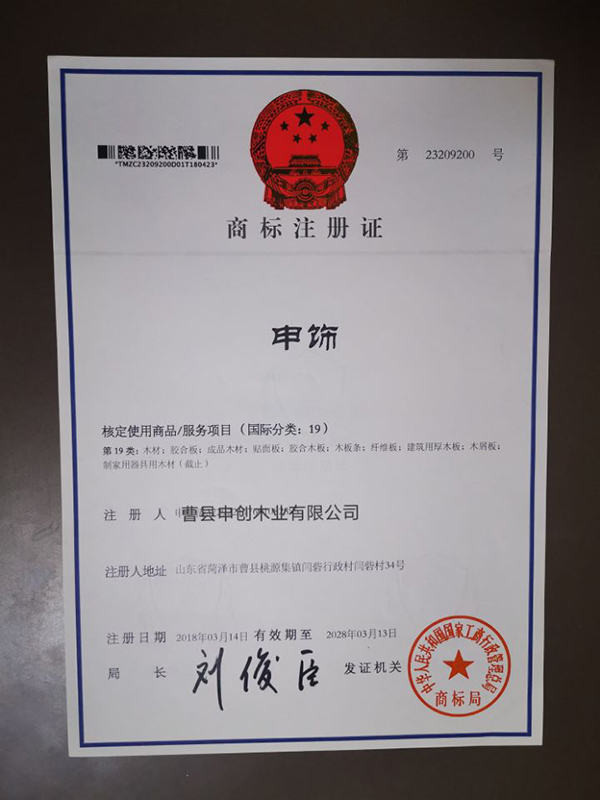 第 23209200 号
*TMZC23209200D01T180423*
商标注册证
申饰
核定使用商品/服务项目（国际分类：19）
第19类：木材；胶合板；成品木材；贴面板；胶合木板；木板条；纤维板；建筑用厚木板；木屑板；
制家用器具用木材（截止）
注册人 曹县申创木业有限公司
注册人地址 山东省菏泽市曹县桃源集镇闫砦行政村闫砦村34号
注册日期 2018年03月14日 有效期至 2028年03月13日
局长 刘俊臣 发证机关
中华人民共和国国家工商行政管理总局
商标局